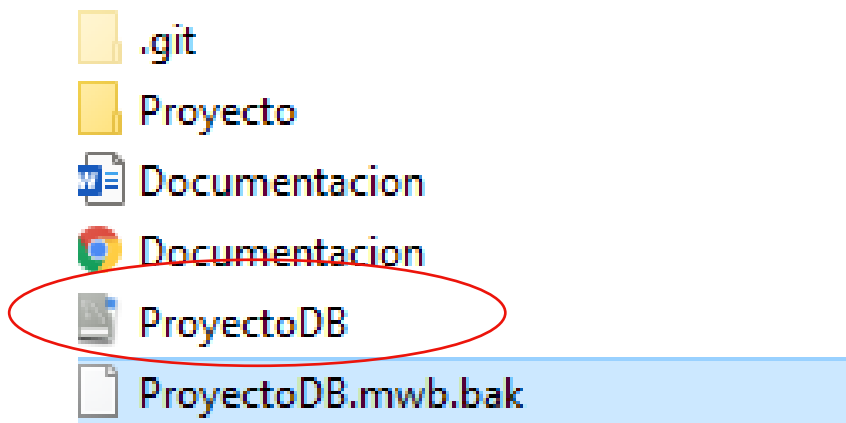 .git
Proyecto
Documentacion
Documentacion
ProyectoDB
ProyectoDB.mwb.bak